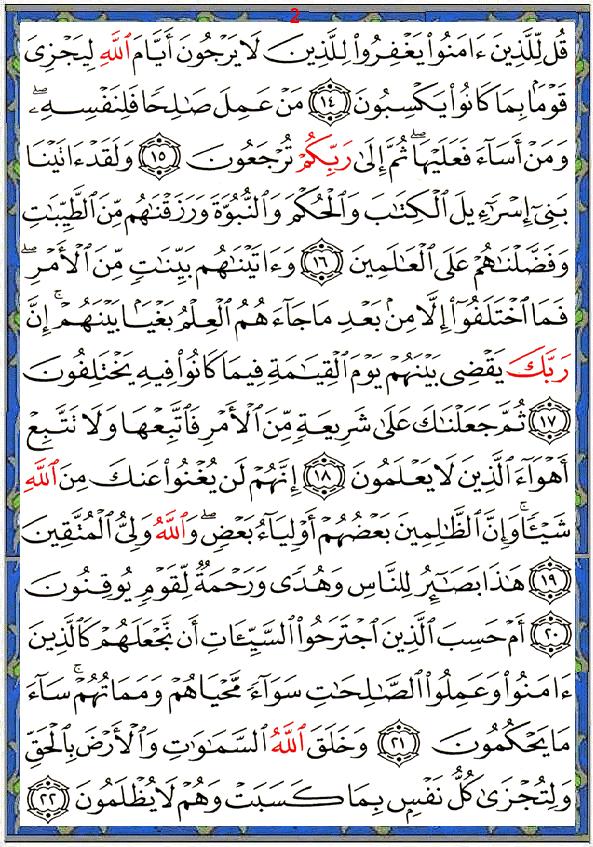 2
قُل لِّلَّذِينَ ءَامَنُوا۟ يَغْفِرُوا۟ لِلَّذِينَ لَا يَرْجُونَ أَيَّامَ ٱللَّهِ لِيَجْزِىَ
قَوْمًۢا بِمَا كَانُوا۟ يَكْسِبُونَ ١٤ مَنْ عَمِلَ صَٰلِحًا فَلِنَفْسِهِۦ ۖ
وَمَنْ أَسَآءَ فَعَلَيْهَا ۖ ثُمَّ إِلَىٰ رَبِّكُمْ تُرْجَعُونَ ١٥ وَلَقَدْ ءَاتَيْنَا
بَنِىٓ إِسْرَٰٓءِيلَ ٱلْكِتَٰبَ وَٱلْحُكْمَ وَٱلنُّبُوَّةَ وَرَزَقْنَٰهُم مِّنَ ٱلطَّيِّبَٰتِ
وَفَضَّلْنَٰهُمْ عَلَى ٱلْعَٰلَمِينَ ١٦ وَءَاتَيْنَٰهُم بَيِّنَٰتٍ مِّنَ ٱلْأَمْرِ ۖ
فَمَا ٱخْتَلَفُوٓا۟ إِلَّا مِنۢ بَعْدِ مَا جَآءَهُمُ ٱلْعِلْمُ بَغْيًۢا بَيْنَهُمْ ۚ إِنَّ
رَبَّكَ يَقْضِى بَيْنَهُمْ يَوْمَ ٱلْقِيَٰمَةِ فِيمَا كَانُوا۟ فِيهِ يَخْتَلِفُونَ
١٧ ثُمَّ جَعَلْنَٰكَ عَلَىٰ شَرِيعَةٍ مِّنَ ٱلْأَمْرِ فَٱتَّبِعْهَا وَلَا تَتَّبِعْ
أَهْوَآءَ ٱلَّذِينَ لَا يَعْلَمُونَ ١٨ إِنَّهُمْ لَن يُغْنُوا۟ عَنكَ مِنَ ٱللَّهِ
شَيْـًٔا ۚ وَإِنَّ ٱلظَّٰلِمِينَ بَعْضُهُمْ أَوْلِيَآءُ بَعْضٍ ۖ وَٱللَّهُ وَلِىُّ ٱلْمُتَّقِينَ
١٩ هَٰذَا بَصَٰٓئِرُ لِلنَّاسِ وَهُدًى وَرَحْمَةٌ لِّقَوْمٍ يُوقِنُونَ
٢٠ أَمْ حَسِبَ ٱلَّذِينَ ٱجْتَرَحُوا۟ ٱلسَّيِّـَٔاتِ أَن نَّجْعَلَهُمْ كَٱلَّذِينَ
ءَامَنُوا۟ وَعَمِلُوا۟ ٱلصَّٰلِحَٰتِ سَوَآءً مَّحْيَاهُمْ وَمَمَاتُهُمْ ۚ سَآءَ
مَا يَحْكُمُونَ ٢١ وَخَلَقَ ٱللَّهُ ٱلسَّمَٰوَٰتِ وَٱلْأَرْضَ بِٱلْحَقِّ
وَلِتُجْزَىٰ كُلُّ نَفْسٍۭ بِمَا كَسَبَتْ وَهُمْ لَا يُظْلَمُونَ ٢٢